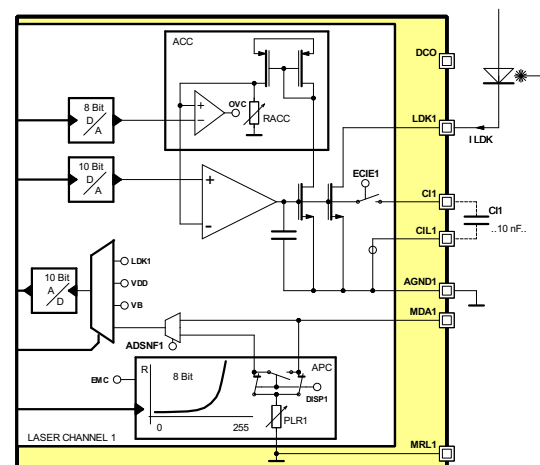 ACC
DCO
8 Bit
D
A
+
−
OVC
RACC
LDK1
I LDK
10 Bit
D
A
+
−
ECIE1
CI1
CI1
..10 nF..
CIL1
AGND1
LDK1
VDD
VB
10 Bit
A
D
MDA1
ADSNF1
APC
R
8 Bit
EMC
DISP1
PLR1
0
255
LASER CHANNEL 1
MRL1